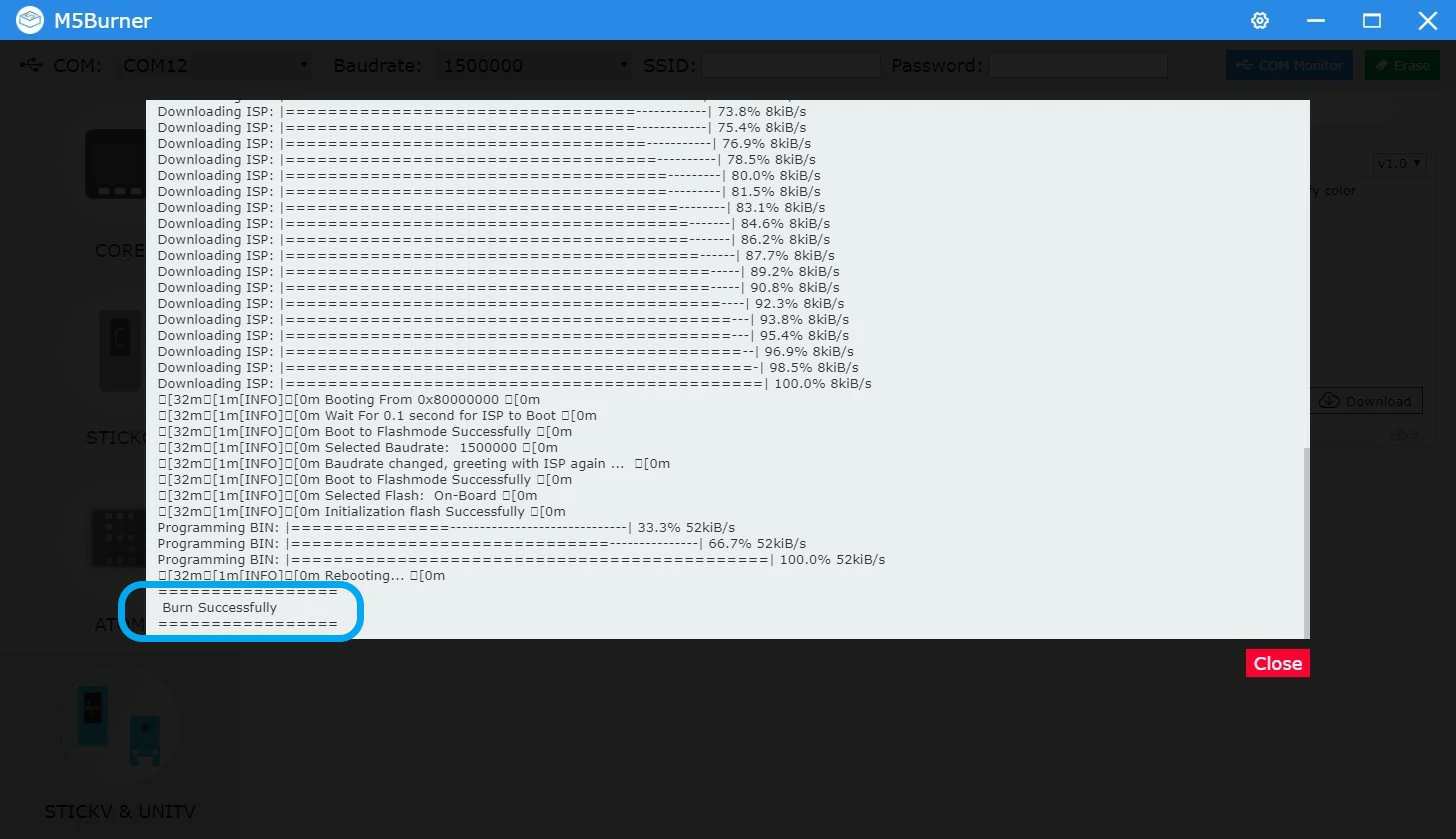 M5Burner
COM: COM12 Baudrate: 1500000 SSID: Password: COM Monitor Erase
Downloading ISP: |=================================------------| 73.8% 8kiB/s
Downloading ISP: |=================================------------| 75.4% 8kiB/s
Downloading ISP: |==================================-----------| 76.9% 8kiB/s
Downloading ISP: |===================================----------| 78.5% 8kiB/s
Downloading ISP: |====================================---------| 80.0% 8kiB/s
Downloading ISP: |====================================---------| 81.5% 8kiB/s
Downloading ISP: |=====================================--------| 83.1% 8kiB/s
Downloading ISP: |======================================-------| 84.6% 8kiB/s
Downloading ISP: |======================================-------| 86.2% 8kiB/s
Downloading ISP: |=======================================------| 87.7% 8kiB/s
Downloading ISP: |========================================-----| 89.2% 8kiB/s
Downloading ISP: |========================================-----| 90.8% 8kiB/s
Downloading ISP: |=========================================----| 92.3% 8kiB/s
Downloading ISP: |==========================================---| 93.8% 8kiB/s
Downloading ISP: |==========================================---| 95.4% 8kiB/s
Downloading ISP: |===========================================--| 96.9% 8kiB/s
Downloading ISP: |============================================-| 98.5% 8kiB/s
Downloading ISP: |=============================================| 100.0% 8kiB/s
□[32m□[1m[INFO]□[0m Booting From 0x80000000 □[0m
□[32m□[1m[INFO]□[0m Wait For 0.1 second for ISP to Boot □[0m
□[32m□[1m[INFO]□[0m Boot to Flashmode Successfully □[0m
□[32m□[1m[INFO]□[0m Selected Baudrate: 1500000 □[0m
□[32m□[1m[INFO]□[0m Baudrate changed, greeting with ISP again ... □[0m
□[32m□[1m[INFO]□[0m Boot to Flashmode Successfully □[0m
□[32m□[1m[INFO]□[0m Selected Flash: On-Board □[0m
□[32m□[1m[INFO]□[0m Initialization flash Successfully □[0m
Programming BIN: |===============------------------------------| 33.3% 52kiB/s
Programming BIN: |==============================---------------| 66.7% 52kiB/s
Programming BIN: |=============================================| 100.0% 52kiB/s
□[32m□[1m[INFO]□[0m Rebooting... □[0m
=================
Burn Successfully
=================
Close
CORE
STICK
ATOM
STICKV & UNITV
v1.0
color
Download
3